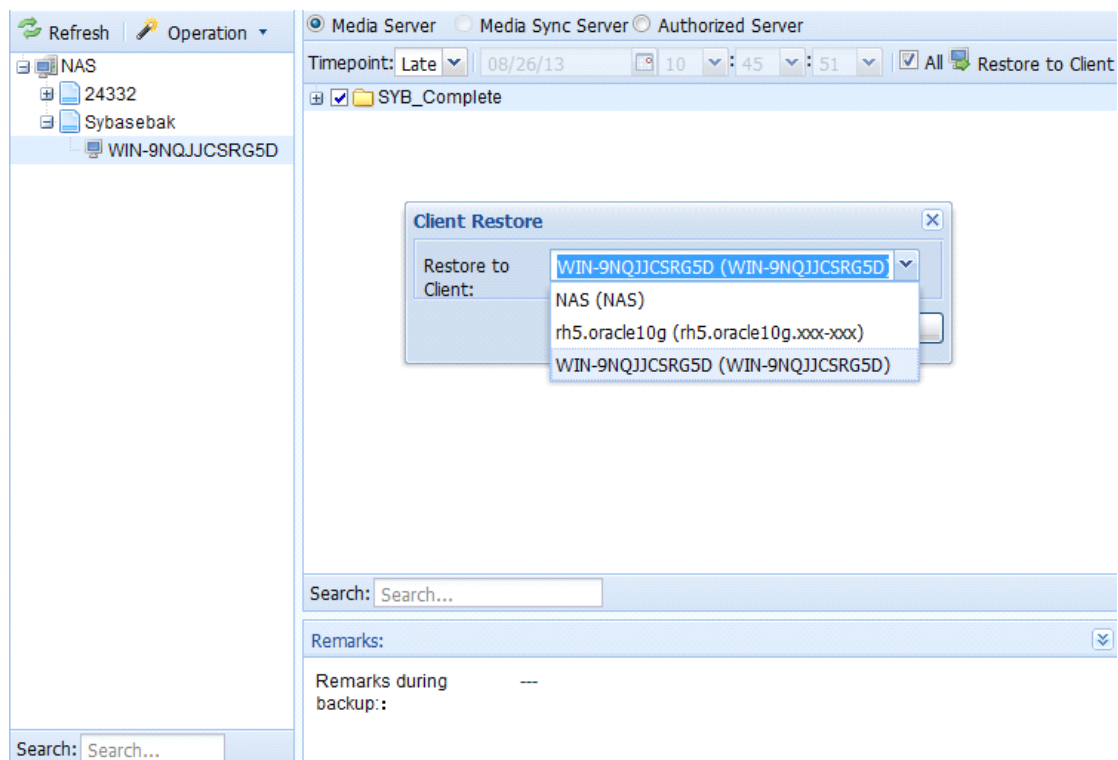 Refresh Operation
NAS
24332
Sybasebak
WIN-9NQJJCSRG5D
Search: Search...
Media Server Media Sync Server Authorized Server
Timepoint: Late 08/26/13 10 : 45 : 51 All Restore to Client
SYB_Complete
Client Restore
Restore to
Client:
WIN-9NQJJCSRG5D (WIN-9NQJJCSRG5D)
NAS (NAS)
rh5.oracle10g (rh5.oracle10g.xxx-xxx)
WIN-9NQJJCSRG5D (WIN-9NQJJCSRG5D)
Search: Search...
Remarks:
Remarks during
backup::
---